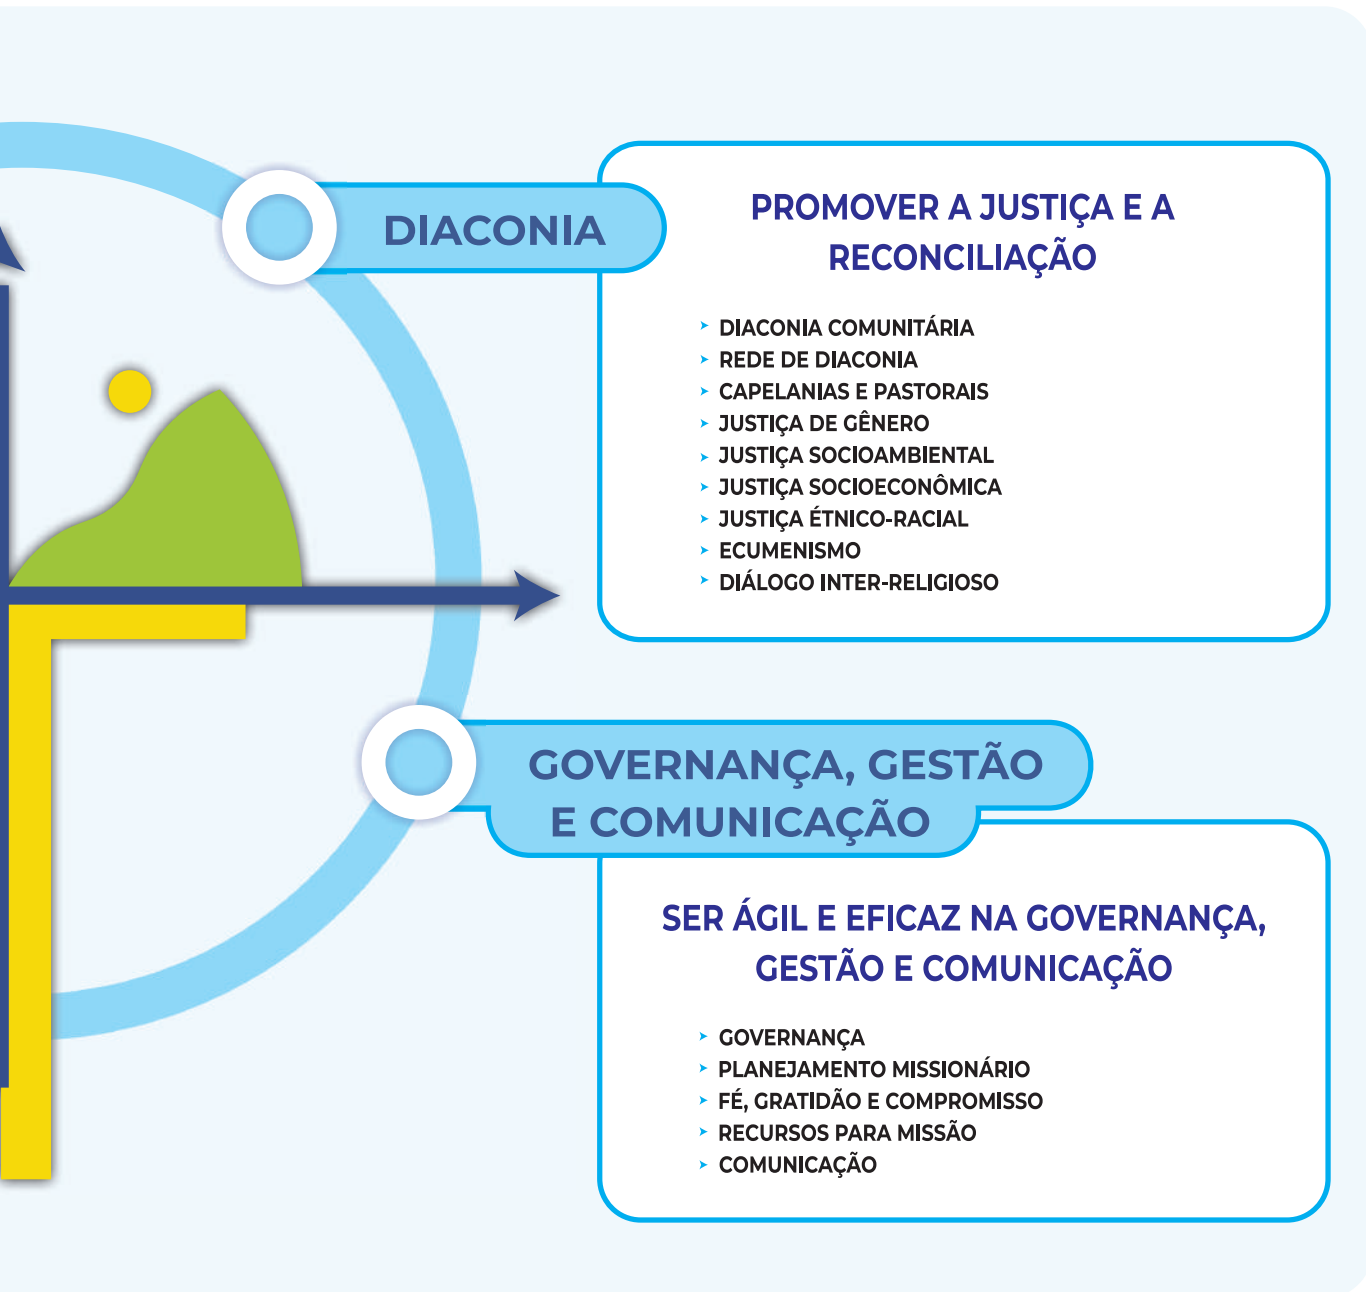 DIACONIA
PROMOVER A JUSTIÇA E A
RECONCILIAÇÃO
DIACONIA COMUNITÁRIA
REDE DE DIACONIA
CAPELANIAS E PASTORAIS
JUSTIÇA DE GÊNERO
JUSTIÇA SOCIOAMBIENTAL
JUSTIÇA SOCIOECONÔMICA
JUSTIÇA ÉTNICO-RACIAL
ECUMENISMO
DIÁLOGO INTER-RELIGIOSO
GOVERNANÇA, GESTÃO
E COMUNICAÇÃO
SER ÁGIL E EFICAZ NA GOVERNANÇA,
GESTÃO E COMUNICAÇÃO
GOVERNANÇA
PLANEJAMENTO MISSIONÁRIO
FÉ, GRATIDÃO E COMPROMISSO
RECURSOS PARA MISSÃO
COMUNICAÇÃO